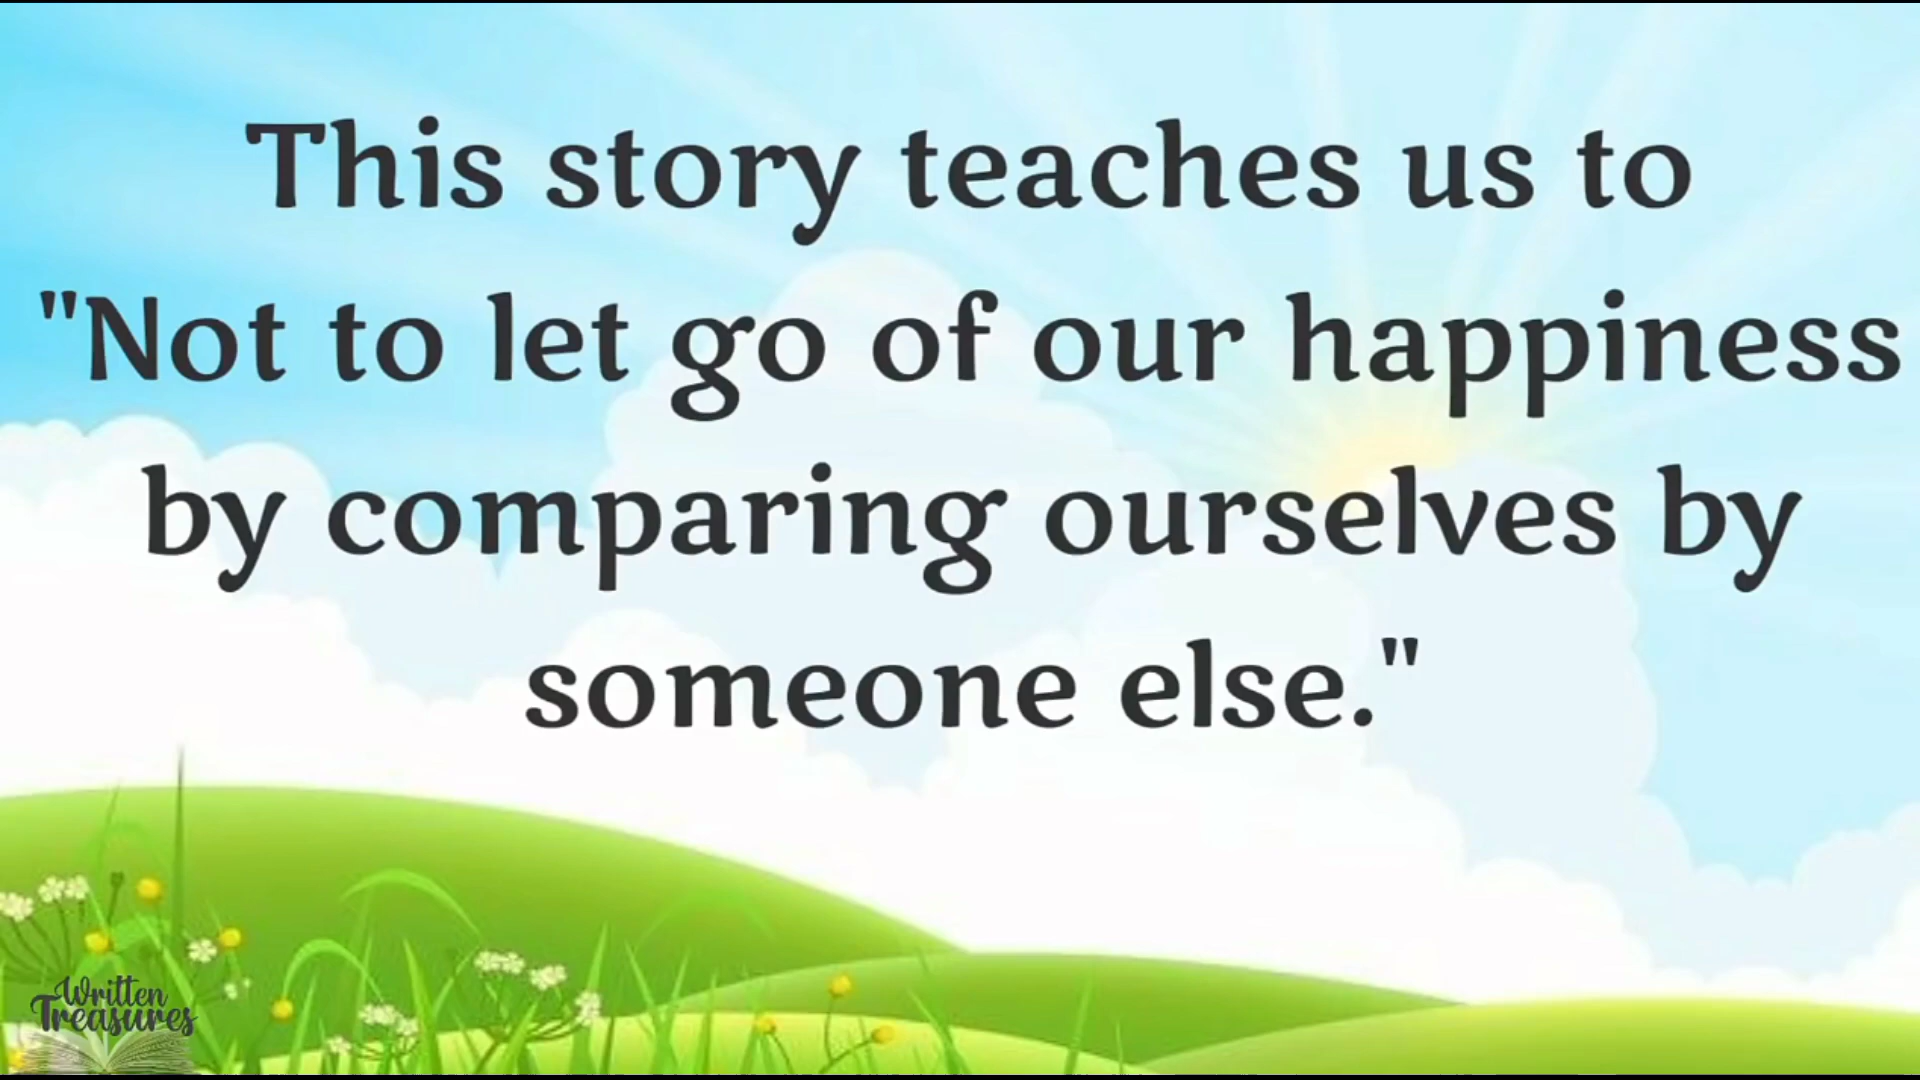 This story teaches us to
"Not to let go of our happiness
by comparing ourselves by
someone else."
Written
Treasures